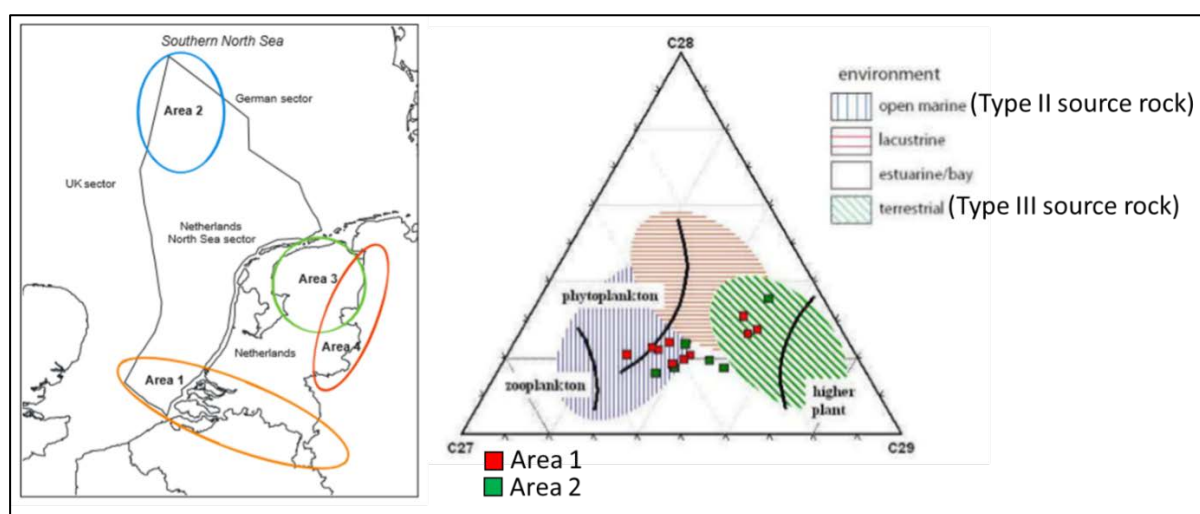 Southern North Sea
German sector
Area 2
UK sector
Netherlands
North Sea sector
Area 3
Netherlands
Area 4
Area 1
C28
environment
open marine (Type II source rock)
lacustrine
estuarine/bay
terrestrial (Type III source rock)
phytoplankton
zooplankton
higher
plant
C27
C29
Area 1
Area 2